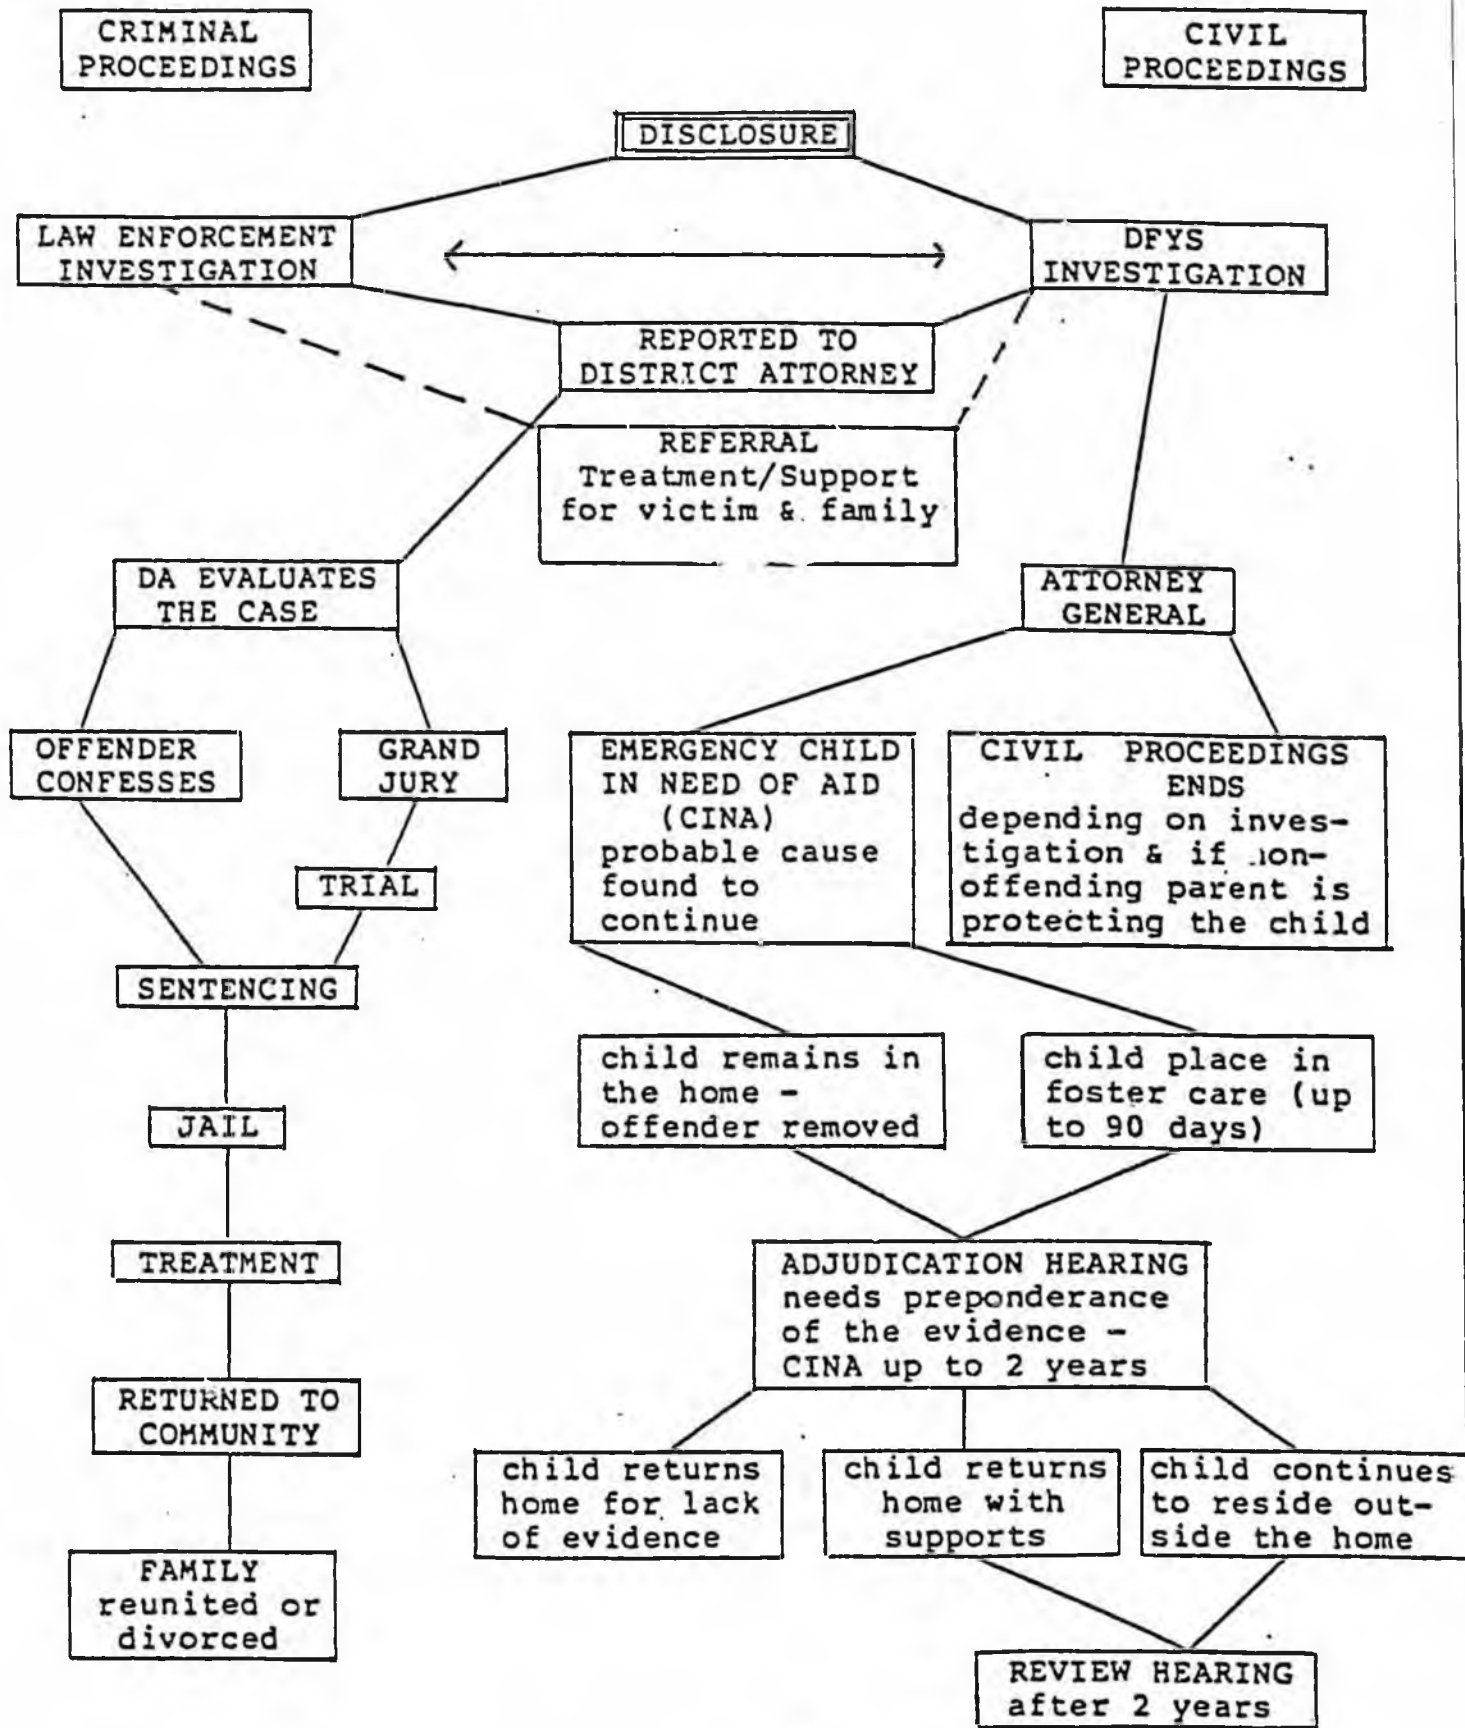 CRIMINAL
PROCEEDINGS
CIVIL
PROCEEDINGS
DISCLOSURE
LAW ENFORCEMENT
INVESTIGATION
DFYS
INVESTIGATION
REPORTED TO
DISTRICT ATTORNEY
REFERRAL
Treatment/Support
for victim & family
DA EVALUATES
THE CASE
ATTORNEY
GENERAL
OFFENDER
CONFESSES
GRAND
JURY
EMERGENCY CHILD
IN NEED OF AID
(CINA)
probable cause
found to
continue
CIVIL PROCEEDINGS
ENDS
depending on inves-
tigation & if non-
offending parent is
protecting the child
TRIAL
SENTENCING
child remains in
the home -
offender removed
child place in
foster care (up
to 90 days)
JAIL
TREATMENT
ADJUDICATION HEARING
needs preponderance
of the evidence -
CINA up to 2 years
RETURNED TO
COMMUNITY
child returns
home for lack
of evidence
child returns
home with
supports
child continues
to reside out-
side the home
FAMILY
reunited or
divorced
REVIEW HEARING
after 2 years